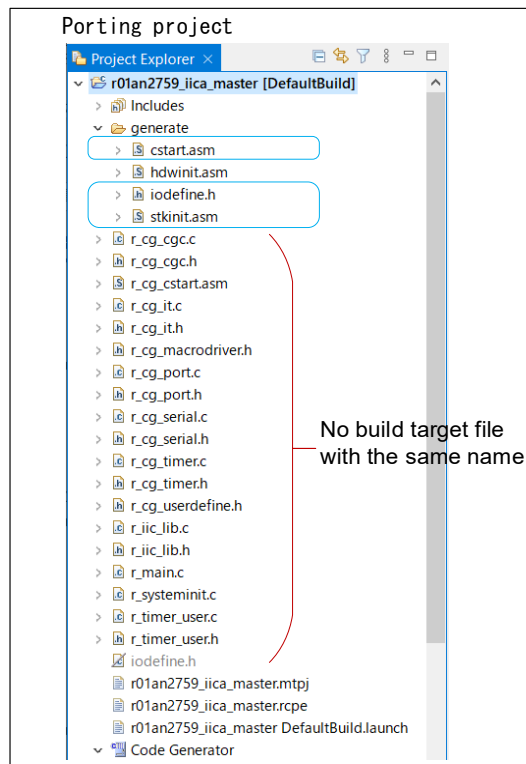 Porting project
Project Explorer
r01an2759_iica_master [DefaultBuild]
Includes
generate
cstart.asm
hdwinit.asm
iodefine.h
stkinit.asm
r_cg_cgc.c
r_cg_cgc.h
r_cg_cstart.asm
r_cg_it.c
r_cg_it.h
r_cg_macrodriver.h
r_cg_port.c
r_cg_port.h
r_cg_serial.c
r_cg_serial.h
r_cg_timer.c
r_cg_timer.h
r_cg_userdefine.h
r_iic_lib.c
r_iic_lib.h
r_main.c
r_systeminit.c
r_timer_user.c
r_timer_user.h
iodefine.h
r01an2759_iica_master.mtpj
r01an2759_iica_master.rcpe
r01an2759_iica_master DefaultBuild.launch
Code Generator
No build target file
with the same name